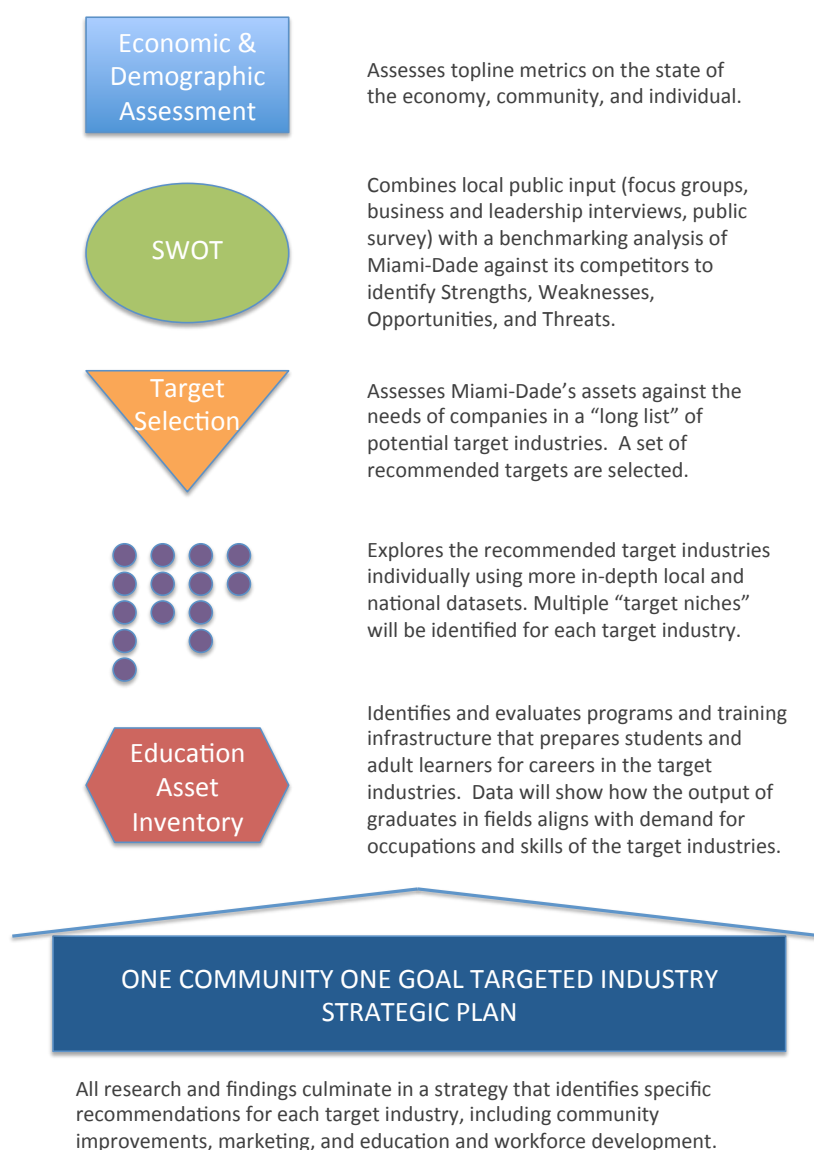 Economic &
Demographic
Assessment
Assesses topline metrics on the state of
the economy, community, and individual.
SWOT
Combines local public input (focus groups,
business and leadership interviews, public
survey) with a benchmarking analysis of
Miami-Dade against its competitors to
identify Strengths, Weaknesses,
Opportunities, and Threats.
Target
Selection
Assesses Miami-Dade’s assets against the
needs of companies in a “long list” of
potential target industries.  A set of
recommended targets are selected.
Explores the recommended target industries
individually using more in-depth local and
national datasets. Multiple “target niches”
will be identified for each target industry.
Education
Asset
Inventory
Identifies and evaluates programs and training
infrastructure that prepares students and
adult learners for careers in the target
industries.  Data will show how the output of
graduates in fields aligns with demand for
occupations and skills of the target industries.
ONE COMMUNITY ONE GOAL TARGETED INDUSTRY
STRATEGIC PLAN
All research and findings culminate in a strategy that identifies specific
recommendations for each target industry, including community
improvements, marketing, and education and workforce development.